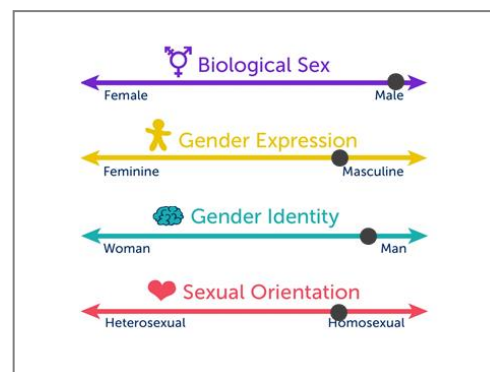 Biological Sex
Female Male
Gender Expression
Feminine Masculine
Gender Identity
Woman Man
Sexual Orientation
Heterosexual Homosexual